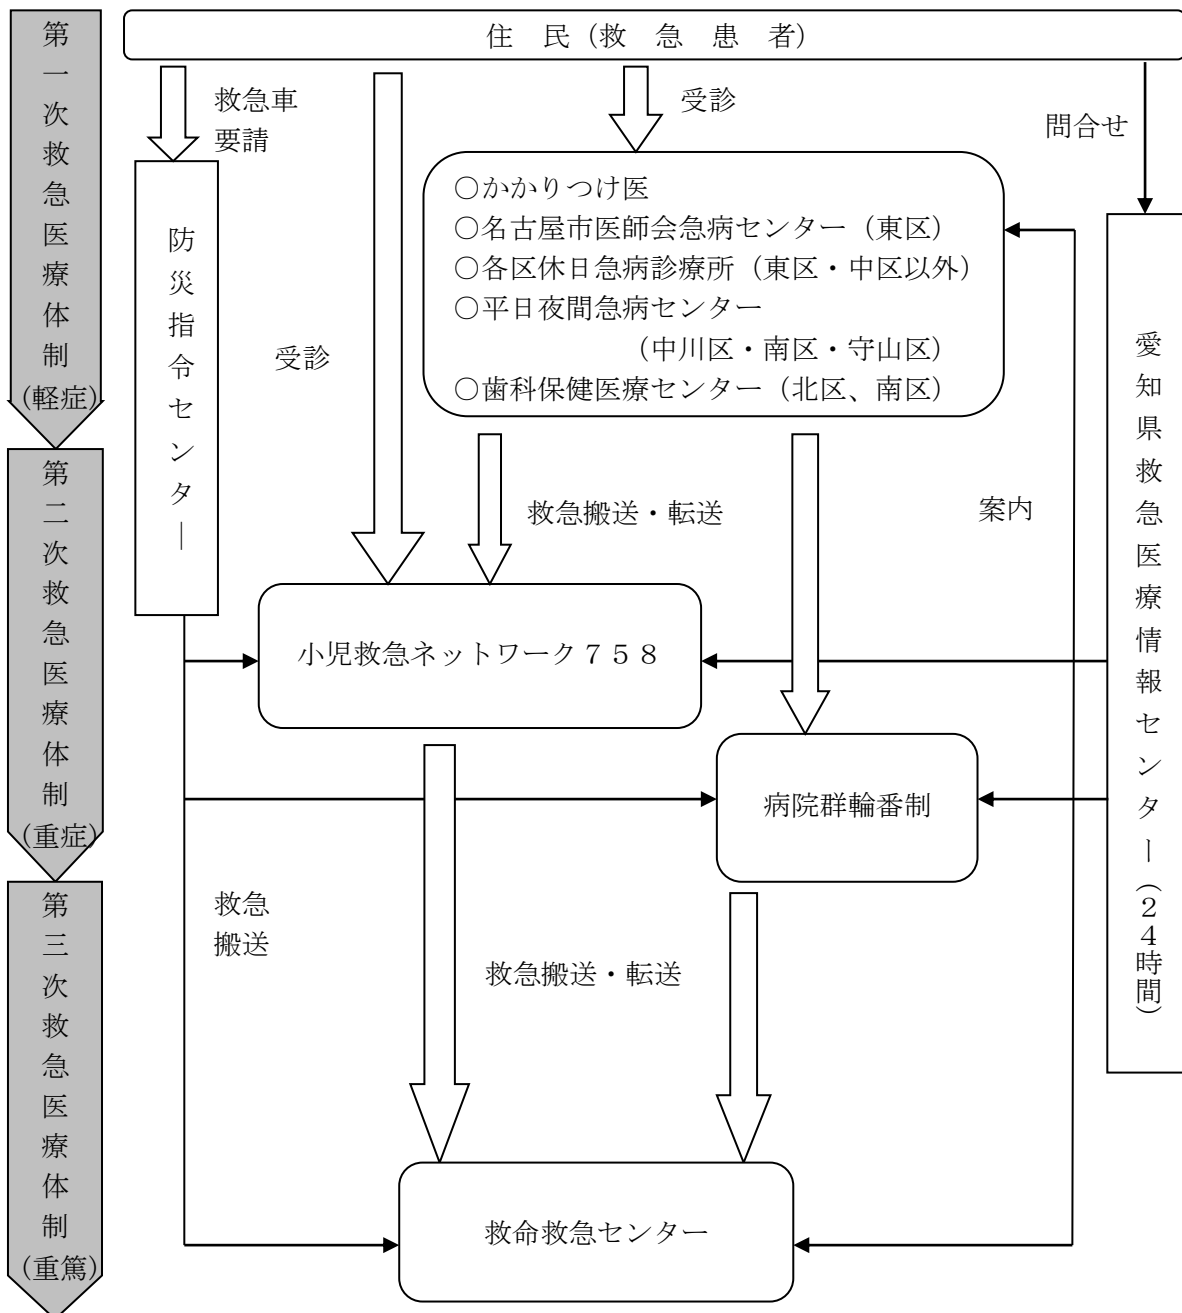 住　民（救　急　患　者）
第一次救急医療体制
（軽症）
救急車
要請
受診
問合せ
防災指令センタ―
受診
○かかりつけ医
○名古屋市医師会急病センター（東区）
○各区休日急病診療所（東区・中区以外）
○平日夜間急病センター
（中川区・南区・守山区）
○歯科保健医療センター（北区、南区）
愛知県救急医療情報センター（２４時間）
第二次救急医療体制
（重症）
救急搬送・転送
案内
小児救急ネットワーク７５８
病院群輪番制
第三次救急医療体制
（重篤）
救急
搬送
救急搬送・転送
救命救急センター